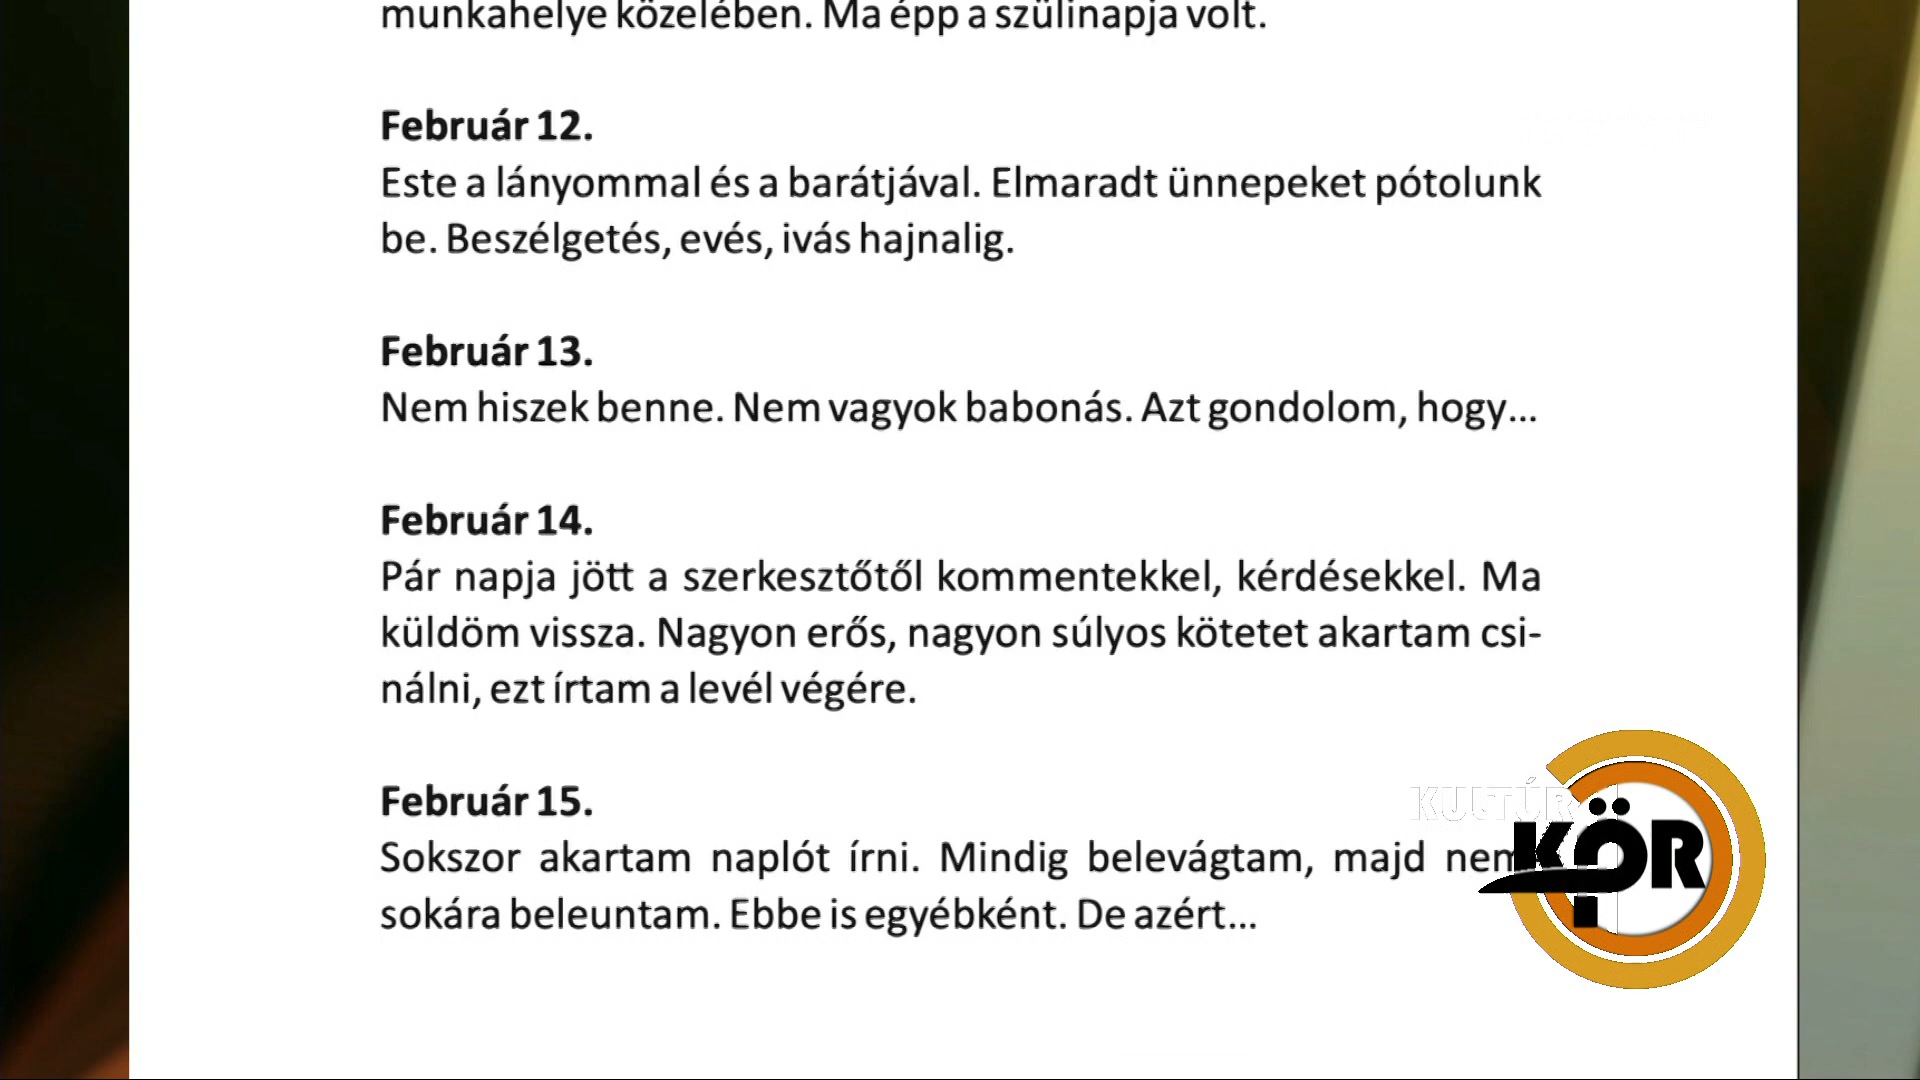 munkahelye közelében. Ma épp a szülinapja volt.
Február 12.
Este a lányommal és a barátjával. Elmaradt ünnepeket pótolunk
be. Beszélgetés, evés, ivás hajnalig.
Február 13.
Nem hiszek benne. Nem vagyok babonás. Azt gondolom, hogy...
Február 14.
Pár napja jött a szerkesztőtől kommentekkel, kérdésekkel. Ma
küldöm vissza. Nagyon erős, nagyon súlyos kötetet akartam csi-
nálni, ezt írtam a levél végére.
Február 15.
Sokszor akartam naplót írni. Mindig belevágtam, majd nem
sokára beleuntam. Ebbe is egyébként. De azért...
KULTÚR
KÖR